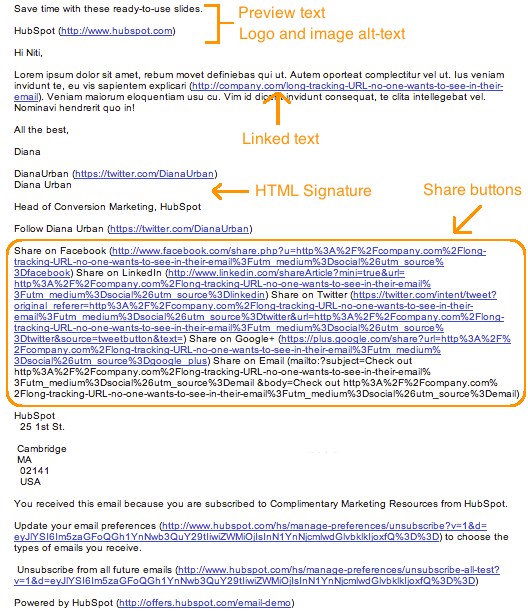 Save time with these ready-to-use slides.
Preview text
HubSpot (http://www.hubspot.com)
Logo and image alt-text
Hi Niti,
Lorem ipsum dolor sit amet, rebum movet definiebas qui ut. Autem oporteat complectitur vel ut. Ius veniam
invidunt te, eu vis sapientem explicari (http://company.com/long-tracking-URL-no-one-wants-to-see-in-their-
email). Veniam maiorum eloquentiam usu cu. Vim id dicant invidunt consequat, te clita intellegebat vel.
Nominavi hendrerit quo in!
Linked text
All the best,
Diana
DianaUrban (https://twitter.com/DianaUrban)
Diana Urban
HTML Signature
Share buttons
Head of Conversion Marketing, HubSpot
Follow Diana Urban (https://twitter.com/DianaUrban)
Share on Facebook (http://www.facebook.com/share.php?u=http%3A%2F%2Fcompany.com%2Flong-
tracking-URL-no-one-wants-to-see-in-their-email%3Futm_medium%3Dsocial%26utm_source%
3Dfacebook) Share on LinkedIn (http://www.linkedin.com/shareArticle?mini=true&url=
http%3A%2F%2Fcompany.com%2Flong-tracking-URL-no-one-wants-to-see-in-their-email%
3Futm_medium%3Dsocial%26utm_source%3Dlinkedin) Share on Twitter (https://twitter.com/intent/tweet?
original_referer=http%3A%2F%2Fcompany.com%2Flong-tracking-URL-no-one-wants-to-see-in-their-
email%3Futm_medium%3Dsocial%26utm_source%3Dtwitter&url=http%3A%2F%2Fcompany.com%2Flong-
tracking-URL-no-one-wants-to-see-in-their-email%3Futm_medium%3Dsocial%26utm_source%
3Dtwitter&source=tweetbutton&text=) Share on Google+ (https://plus.google.com/share?url=http%3A%2F%
2Fcompany.com%2Flong-tracking-URL-no-one-wants-to-see-in-their-email%3Futm_medium%
3Dsocial%26utm_source%3Dgoogle_plus) Share on Email (mailto:?subject=Check out
http%3A%2F%2Fcompany.com%2Flong-tracking-URL-no-one-wants-to-see-in-their-email%
3Futm_medium%3Dsocial%26utm_source%3Demail &body=Check out http%3A%2F%2Fcompany.com%
2Flong-tracking-URL-no-one-wants-to-see-in-their-email%3Futm_medium%3Dsocial%26utm_source%3Demail)
HubSpot
25 1st St.
Cambridge
MA
02141
USA
You received this email because you are subscribed to Complimentary Marketing Resources from HubSpot.
Update your email preferences (http://www.hubspot.com/hs/manage-preferences/unsubscribe?v=1&d=
to choose the
types of emails you receive.
Unsubscribe from all future emails (http://www.hubspot.com/hs/manage-preferences/unsubscribe-all-test?
Powered by HubSpot (http://offers.hubspot.com/email-demo)